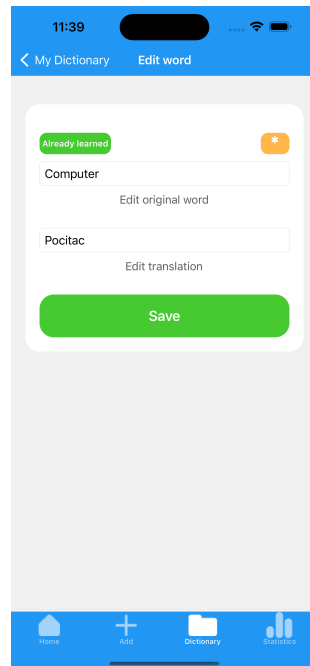 11:39
My Dictionary Edit word
Already learned *
Computer
Edit original word
Pocitac
Edit translation
Save
Home Add Dictionary Statistics